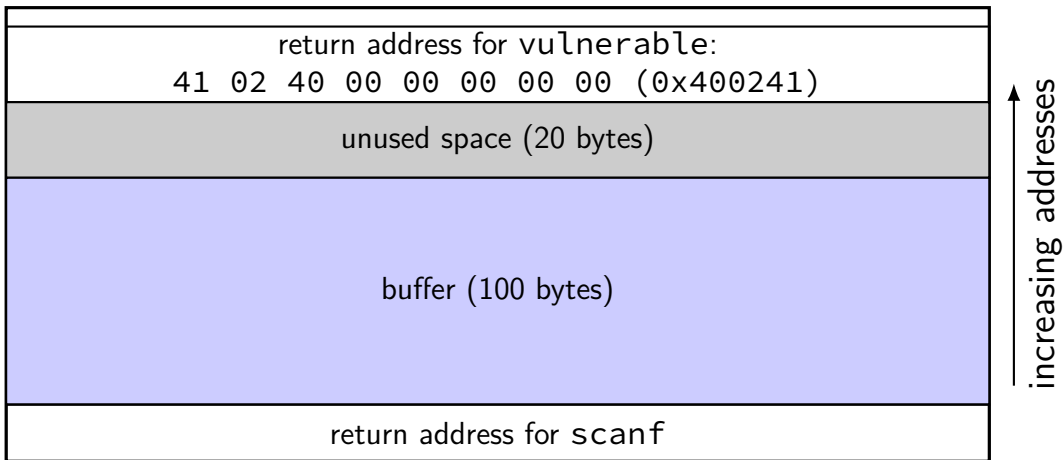 return address for vulnerable:
41 02 40 00 00 00 00 00 (0x400241)
unused space (20 bytes)
buffer (100 bytes)
return address for scanf
increasing addresses